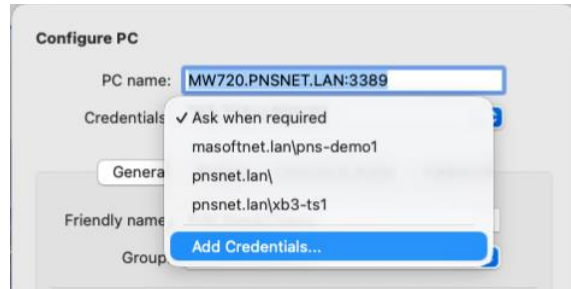 Configure PC
PC name: MW720.PNSNET.LAN:3389
Credentials ✓ Ask when required
masoftnet.lan\pns-demo1
Genera pnsnet.lan\
pnsnet.lan\xb3-ts1
Friendly name
Add Credentials...
Group